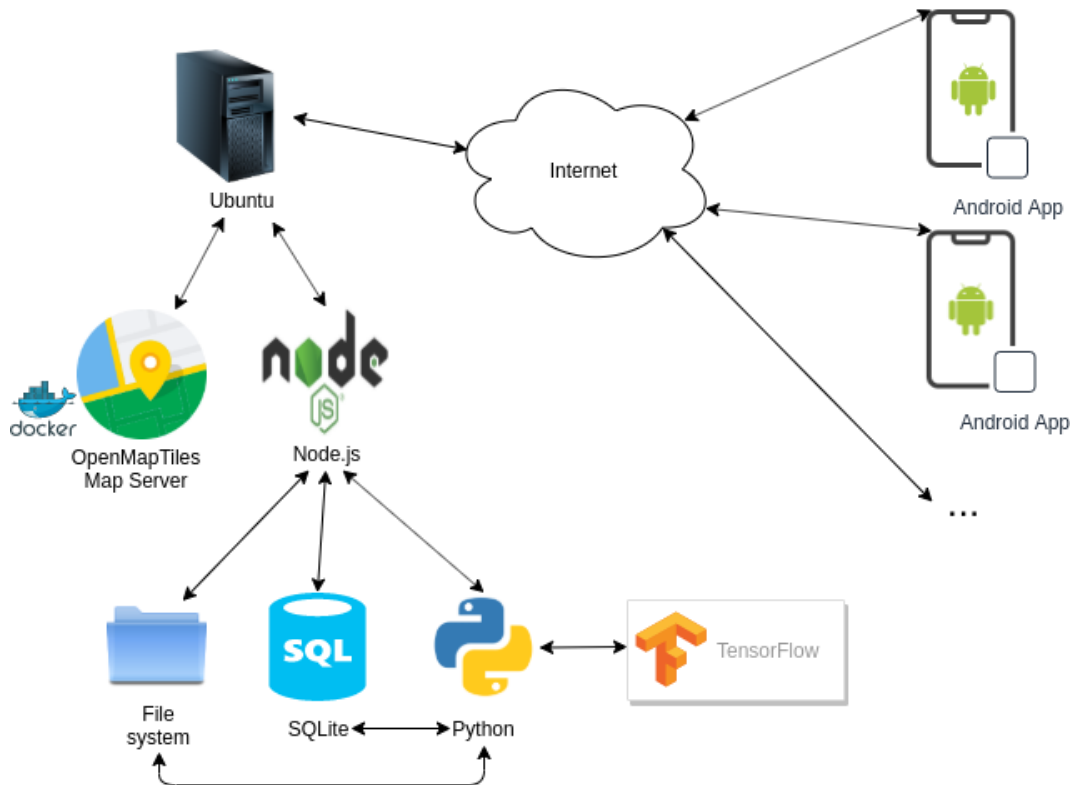 Internet
Ubuntu
Android App
Android App
docker
OpenMapTiles
Map Server
node
JS
Node.js
...
SQL
TensorFlow
File
system
SQLite
Python